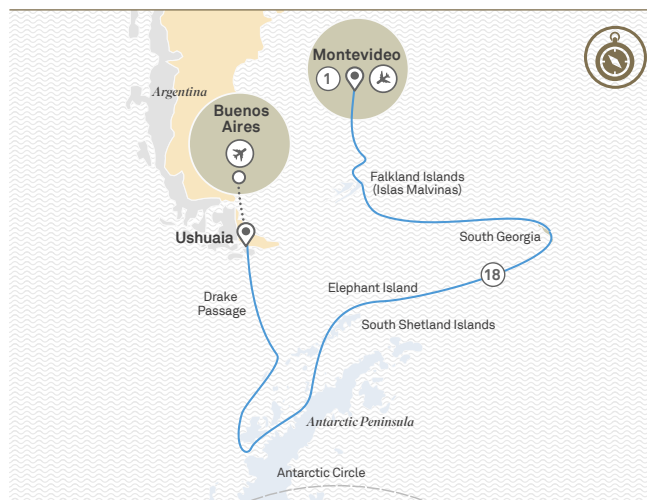 Montevideo
1
Argentina
Buenos
Aires
Falkland Islands
(Islas Malvinas)
Ushuaia
South Georgia
18
Elephant Island
Drake
Passage
South Shetland Islands
Antarctic Peninsula
Antarctic Circle